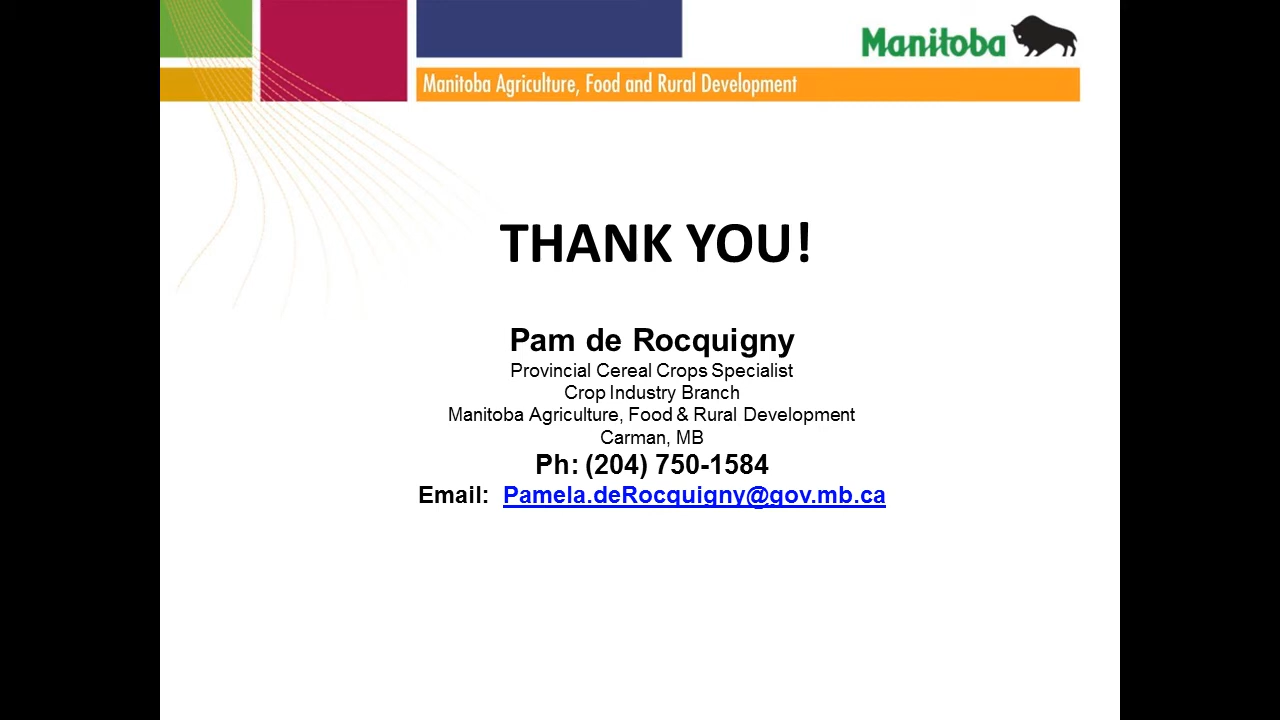 Manitoba
Manitoba Agriculture, Food and Rural Development
THANK YOU!
Pam de Rocquigny
Provincial Cereal Crops Specialist
Crop Industry Branch
Manitoba Agriculture, Food & Rural Development
Carman, MB
Ph: (204) 750-1584
Email: Pamela.deRocquigny@gov.mb.ca